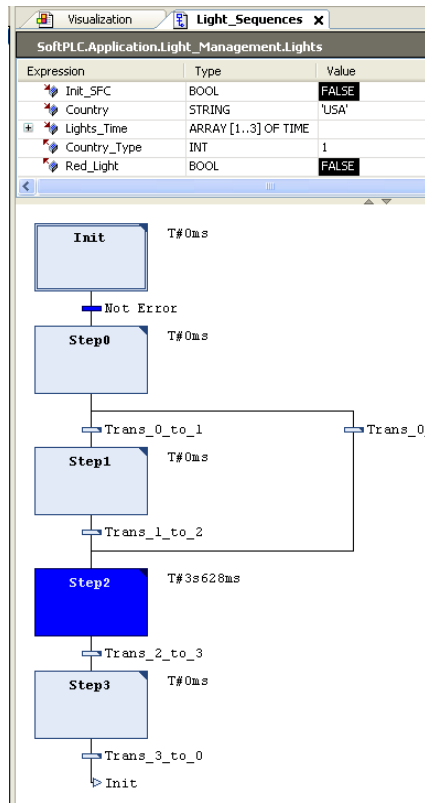 Visualization Light_Sequences X
SoftPLC.Application.Light_Management.Lights
Expression Type Value
Init_SFC BOOL FALSE
Country STRING 'USA'
Lights_Time ARRAY [1..3] OF TIME
Country_Type INT 1
Red_Light BOOL FALSE
Init T#0ms
Not Error
Step0 T#0ms
Trans_0_to_1 Trans_0_
Step1 T#0ms
Trans_1_to_2
Step2 T#3s628ms
Trans_2_to_3
Step3 T#0ms
Trans_3_to_0
Init